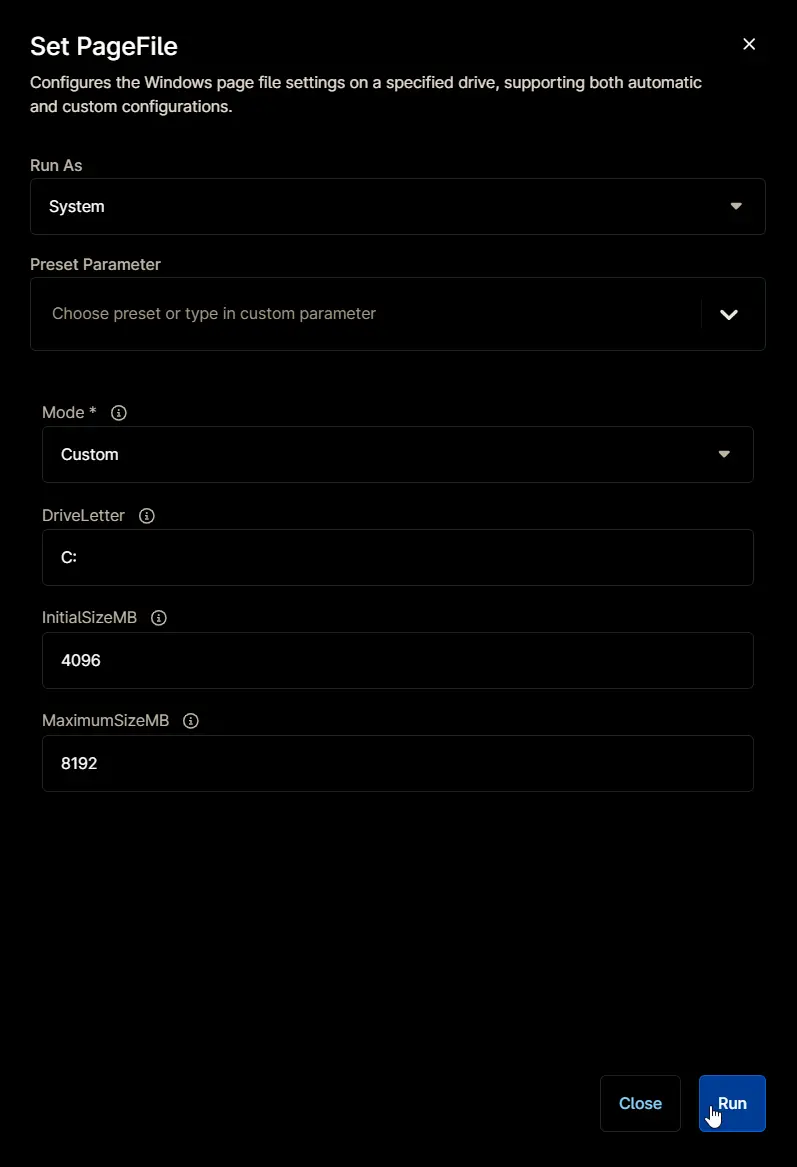 Set PageFile
Configures the Windows page file settings on a specified drive, supporting both automatic
and custom configurations.
Run As
System
Preset Parameter
Choose preset or type in custom parameter
Mode *
Custom
DriveLetter
C:
InitialSizeMB
4096
MaximumSizeMB
8192
Close
Run